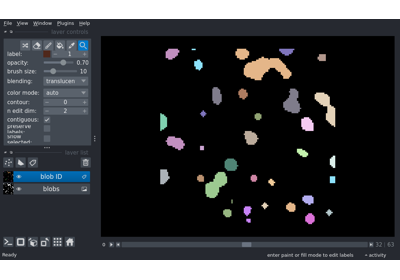 File View Window Plugins Help
layer controls
label: 1
opacity: 0.70
brush size: 10
blending: translucen
color mode: auto
contour: 0
n edit dim: 2
contiguous:
preserve
labels:
show
selected:
layer list
blob ID
blobs
0 32 63
Ready enter paint or fill mode to edit labels activity